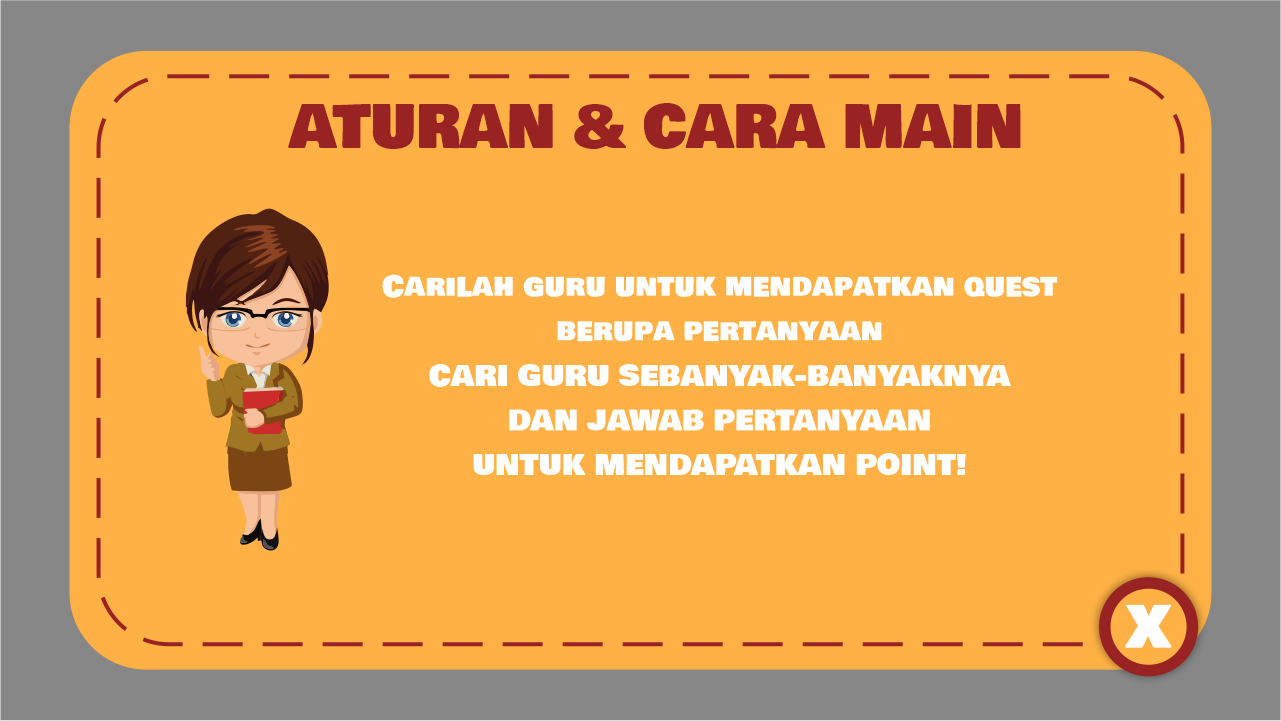 ATURAN & CARA MAIN
CARILAH GURU UNTUK MENDAPATKAN QUEST
BERUPA PERTANYAAN
CARI GURU SEBANYAK-BANYAKNYA
DAN JAWAB PERTANYAAN
UNTUK MENDAPATKAN POINT!
X